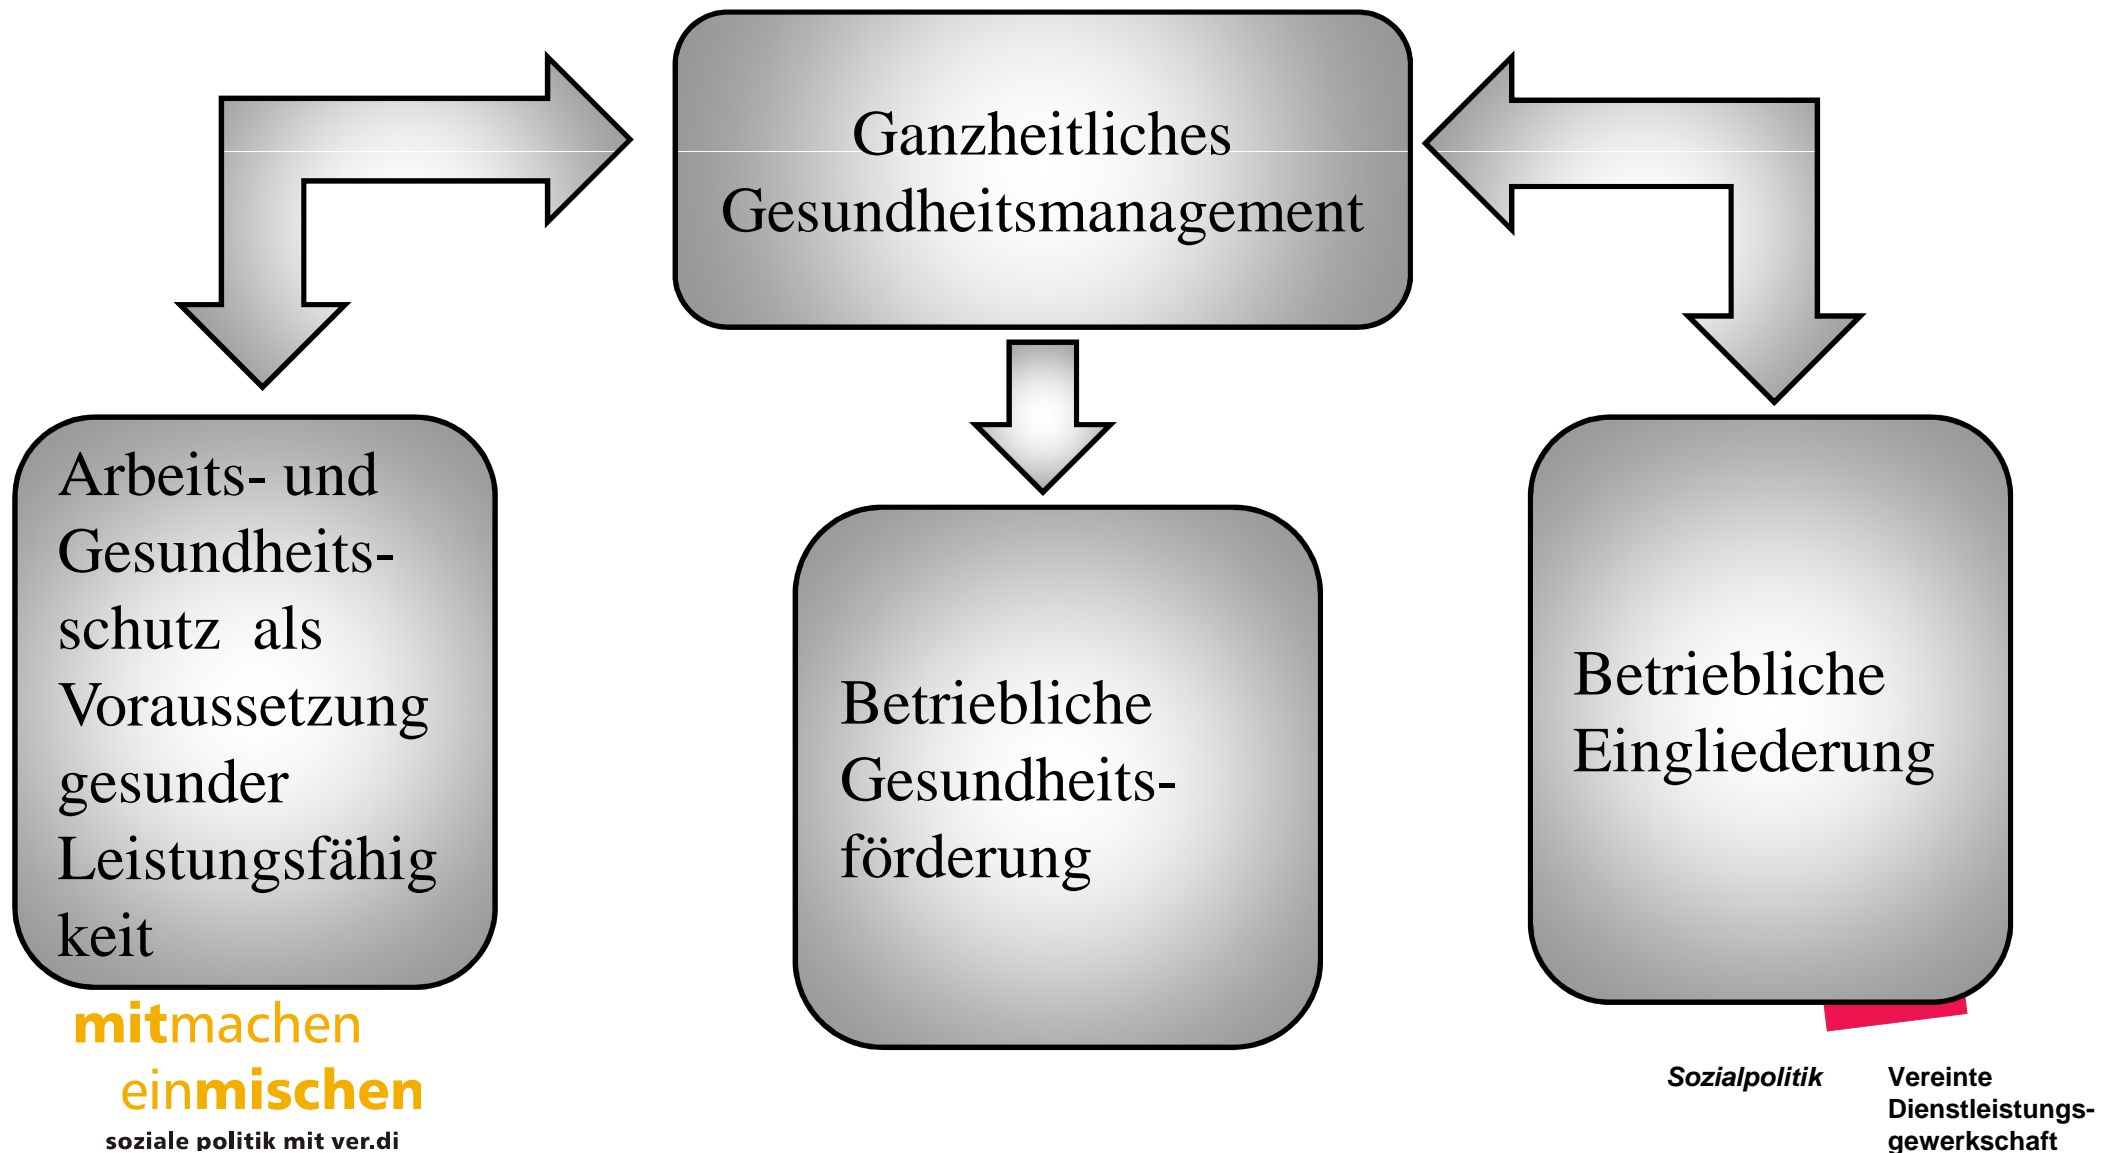 Ganzheitliches
Gesundheitsmanagement
Arbeits- und
Gesundheits-
schutz als
Voraussetzung
gesunder
Leistungsfähig
keit
Betriebliche
Gesundheits-
förderung
Betriebliche
Eingliederung
mitmachen
einmischen
soziale politik mit ver.di
Sozialpolitik
Vereinte
Dienstleistungs-
gewerkschaft